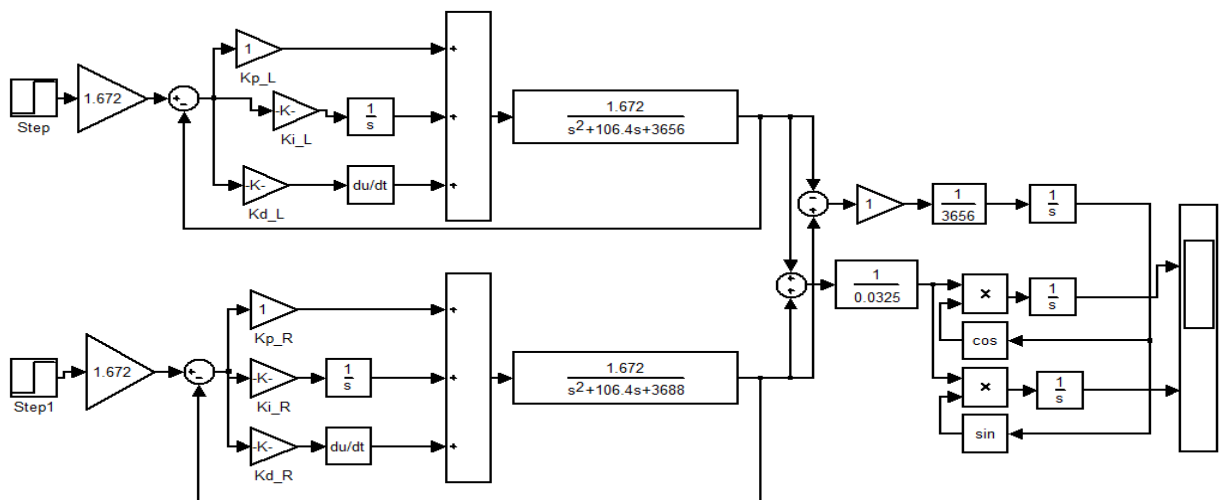 1
Kp_L
Step
1.672
+
−
-K-
Ki_L
1
s
-K-
Kd_L
du/dt
+
+
+
1.672
s²+106.4s+3656
−
+
1
1
3656
1
s
+
+
1
0.0325
×
1
s
cos
×
1
s
sin
1
Kp_R
Step1
1.672
+
−
-K-
Ki_R
1
s
-K-
Kd_R
du/dt
+
+
+
1.672
s²+106.4s+3688